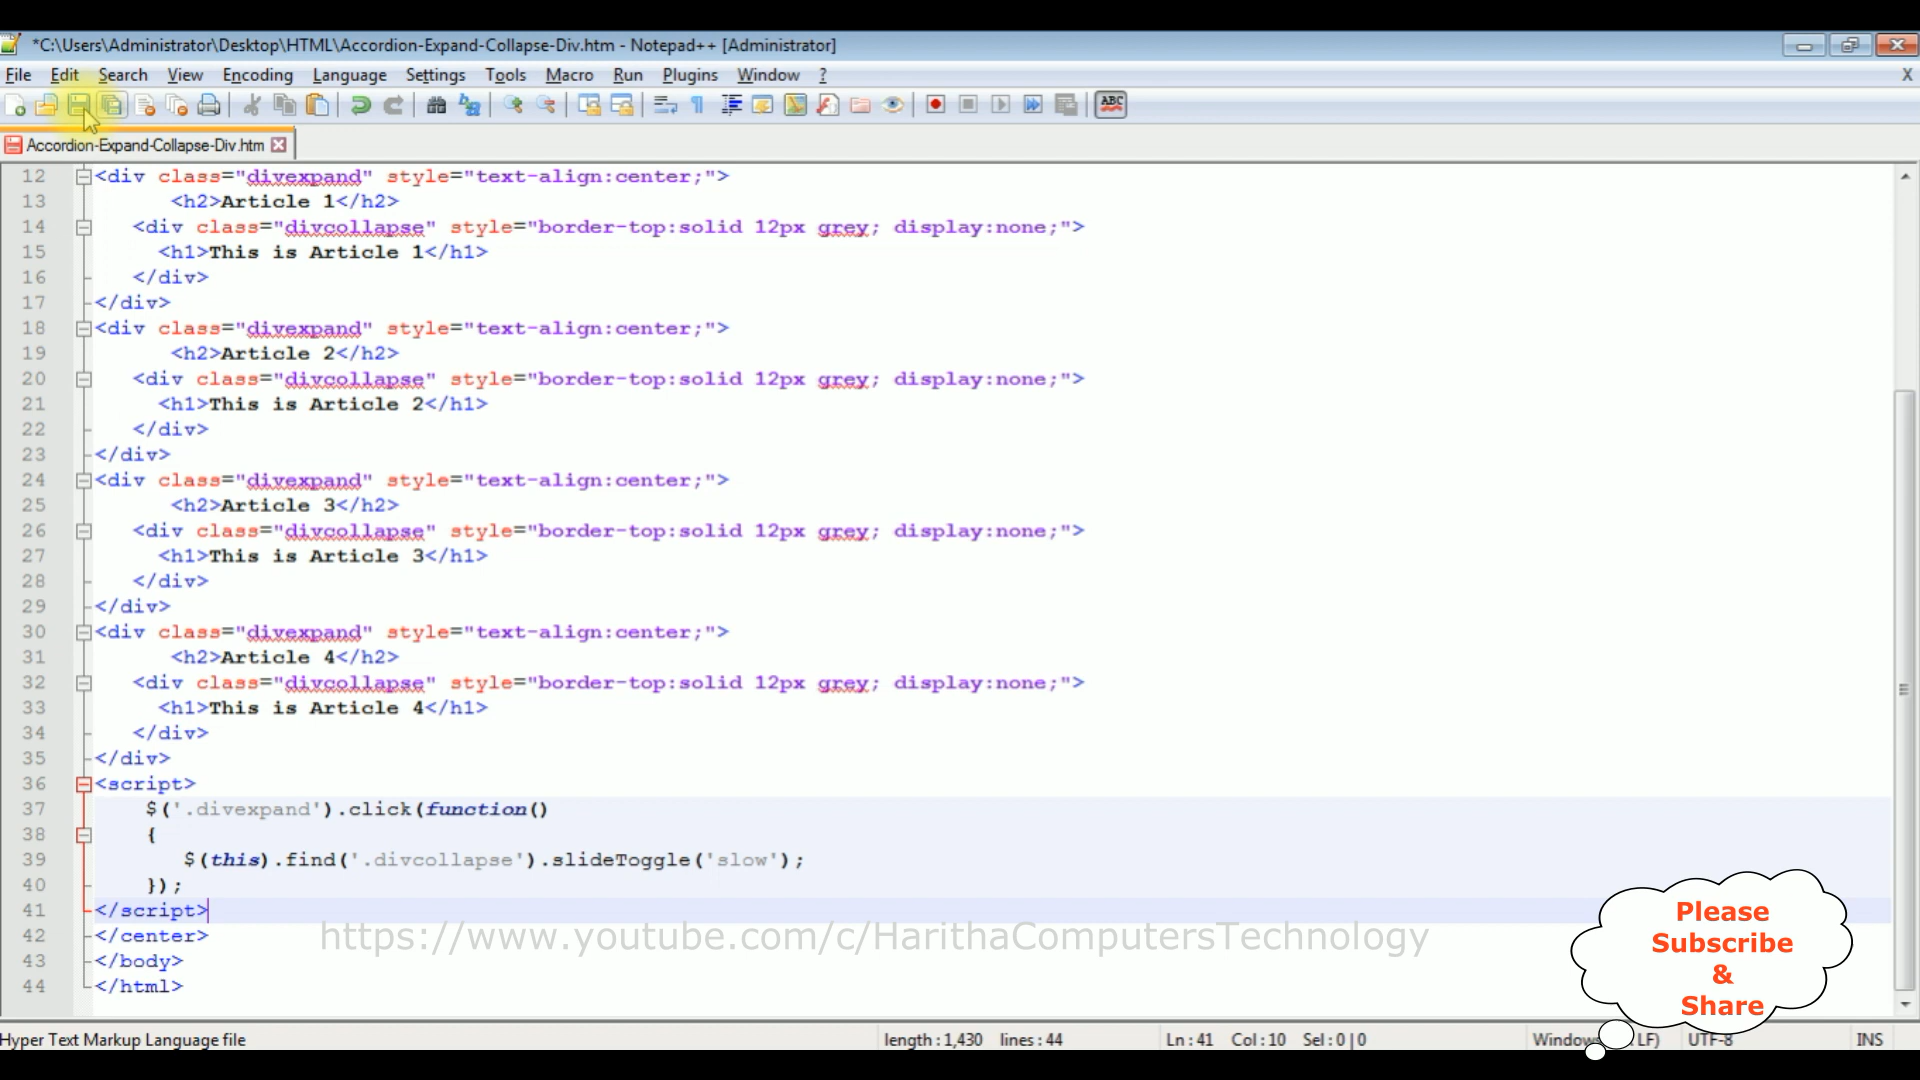 *C:\Users\Administrator\Desktop\HTML\Accordion-Expand-Collapse-Div.htm - Notepad++ [Administrator]
File Edit Search View Encoding Language Settings Tools Macro Run Plugins Window ? X
ABC
Accordion-Expand-Collapse-Div.htm
12 <div class="divexpand" style="text-align:center;">
13 <h2>Article 1</h2>
14 <div class="divcollapse" style="border-top:solid 12px grey; display:none;">
15 <h1>This is Article 1</h1>
16 </div>
17 </div>
18 <div class="divexpand" style="text-align:center;">
19 <h2>Article 2</h2>
20 <div class="divcollapse" style="border-top:solid 12px grey; display:none;">
21 <h1>This is Article 2</h1>
22 </div>
23 </div>
24 <div class="divexpand" style="text-align:center;">
25 <h2>Article 3</h2>
26 <div class="divcollapse" style="border-top:solid 12px grey; display:none;">
27 <h1>This is Article 3</h1>
28 </div>
29 </div>
30 <div class="divexpand" style="text-align:center;">
31 <h2>Article 4</h2>
32 <div class="divcollapse" style="border-top:solid 12px grey; display:none;">
33 <h1>This is Article 4</h1>
34 </div>
35 </div>
36 <script>
37 $('.divexpand').click(function()
38 {
39 $(this).find('.divcollapse').slideToggle('slow');
40 });
41 </script>
42 </center>
43 </body>
44 </html>
https://www.youtube.com/c/HarithaComputersTechnology
Please
Subscribe
&
Share
Hyper Text Markup Language file length : 1,430 lines : 44 Ln : 41 Col : 10 Sel : 0 | 0 Windows LF) UTF-8 INS